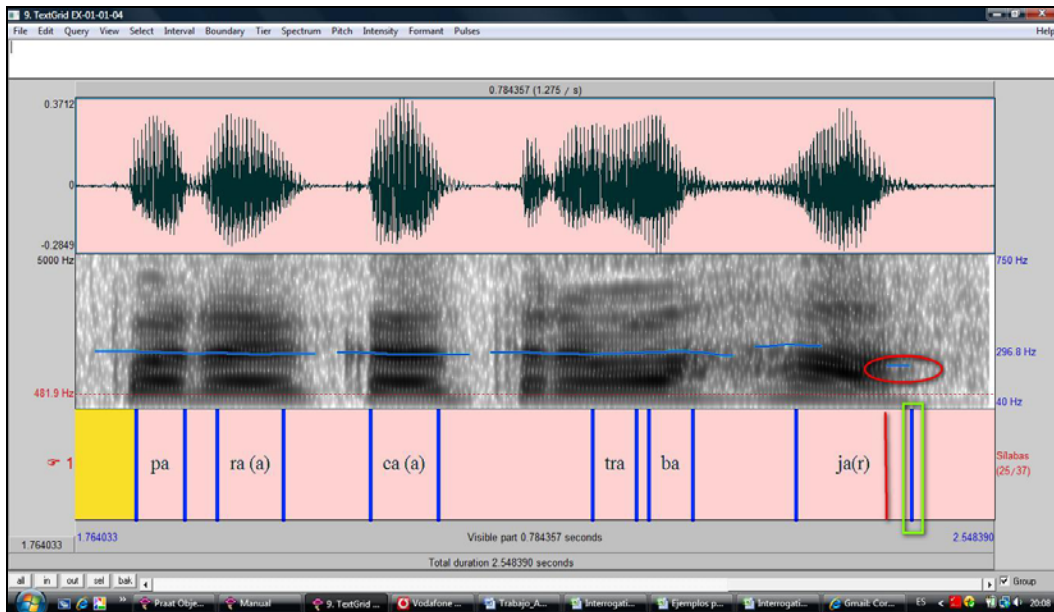 9. TextGrid EX-01-01-04
File Edit Query View Select Interval Boundary Tier Spectrum Pitch Intensity Formant Pulses Help
0.784357 (1.275 / s)
0.3712
0
-0.2849
5000 Hz
750 Hz
296.8 Hz
481.9 Hz
40 Hz
1
pa ra (a) ca (a) tra ba ja(r)
Sílabas
(25/37)
1.764033
1.764033 Visible part 0.784357 seconds 2.548390
Total duration 2.548390 seconds
all in out sel bak Group
Praat Obje... Manual 9. TextGrid ... Vodafone ... Trabajo_A... Interrogati... Ejemplos p... Interrogati... Gmail: Cor... ES 20:08